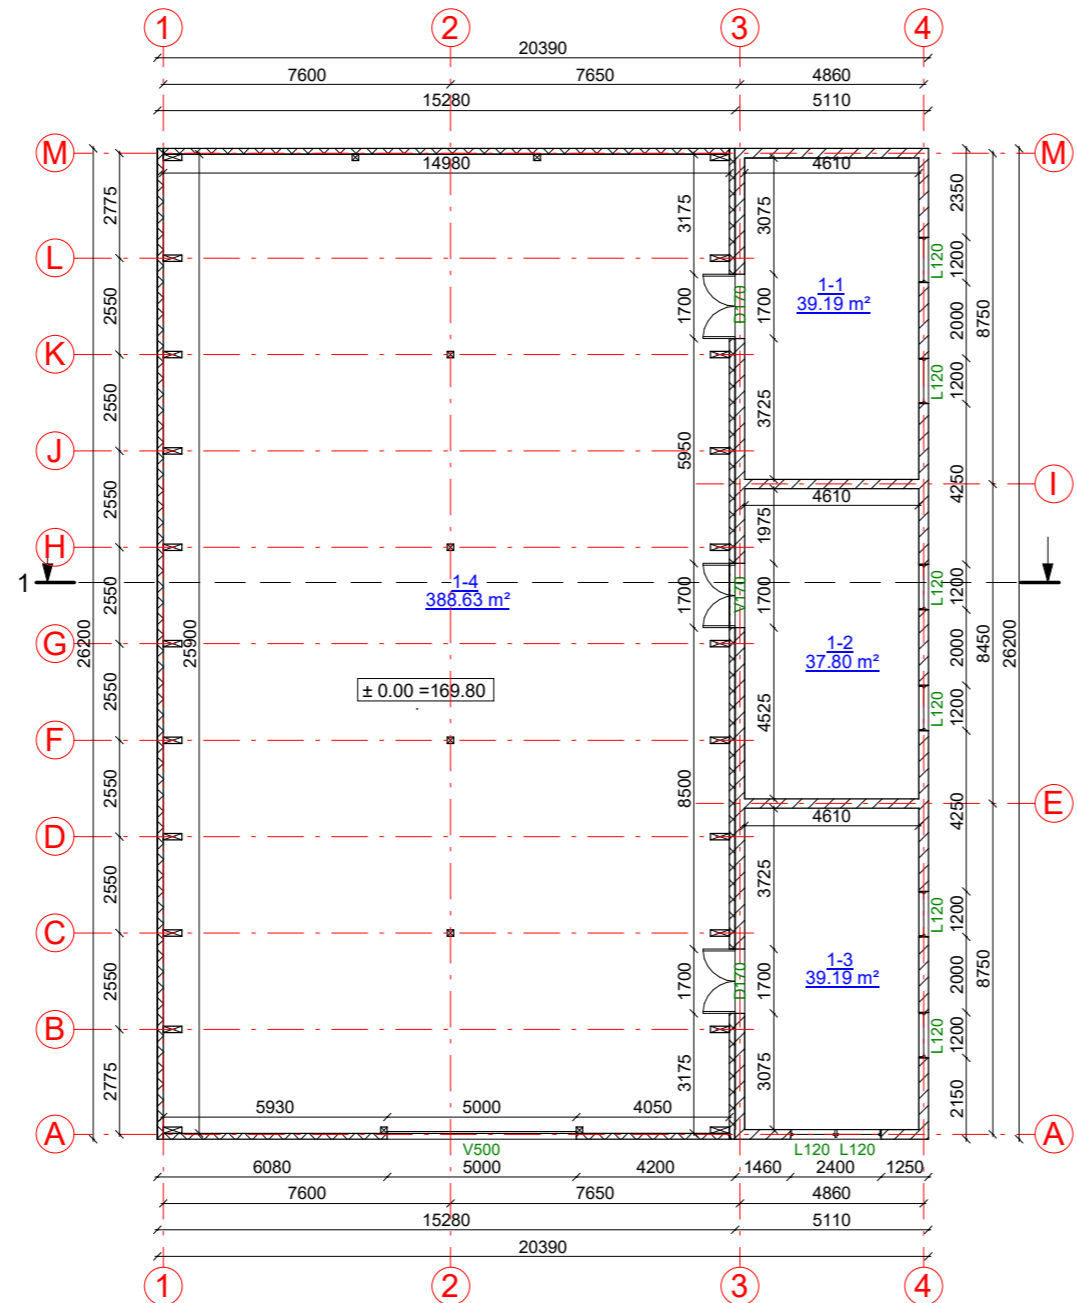 1 2 3 4
20390
7600 7650 4860
15280 5110
M M
14980 4610
2775 3175 3075 2350
L
L120 1200
1-1
39.19 m²
2550 1700 D170 1700 2000 8750
K
L120 1200
2550 3725
J 5950
4250
I
2550 4610
1975
H
1
1-4
388.63 m²
2550 1700 V170 1700 L120 1200
G
26200 25900 1-2
37.80 m²
2000 8450 26200
± 0.00 =169.80
2550 4525 L120 1200
F
2550 8500
E
4250
4610
D
2550 3725 L120 1200
C
1-3
39.19 m²
2550 1700 D170 1700 2000 8750
B
L120 1200
2775 3175 3075 2150
5930 5000 4050
A A
V500 L120 L120
6080 5000 4200 1460 2400 1250
7600 7650 4860
15280 5110
20390
1 2 3 4